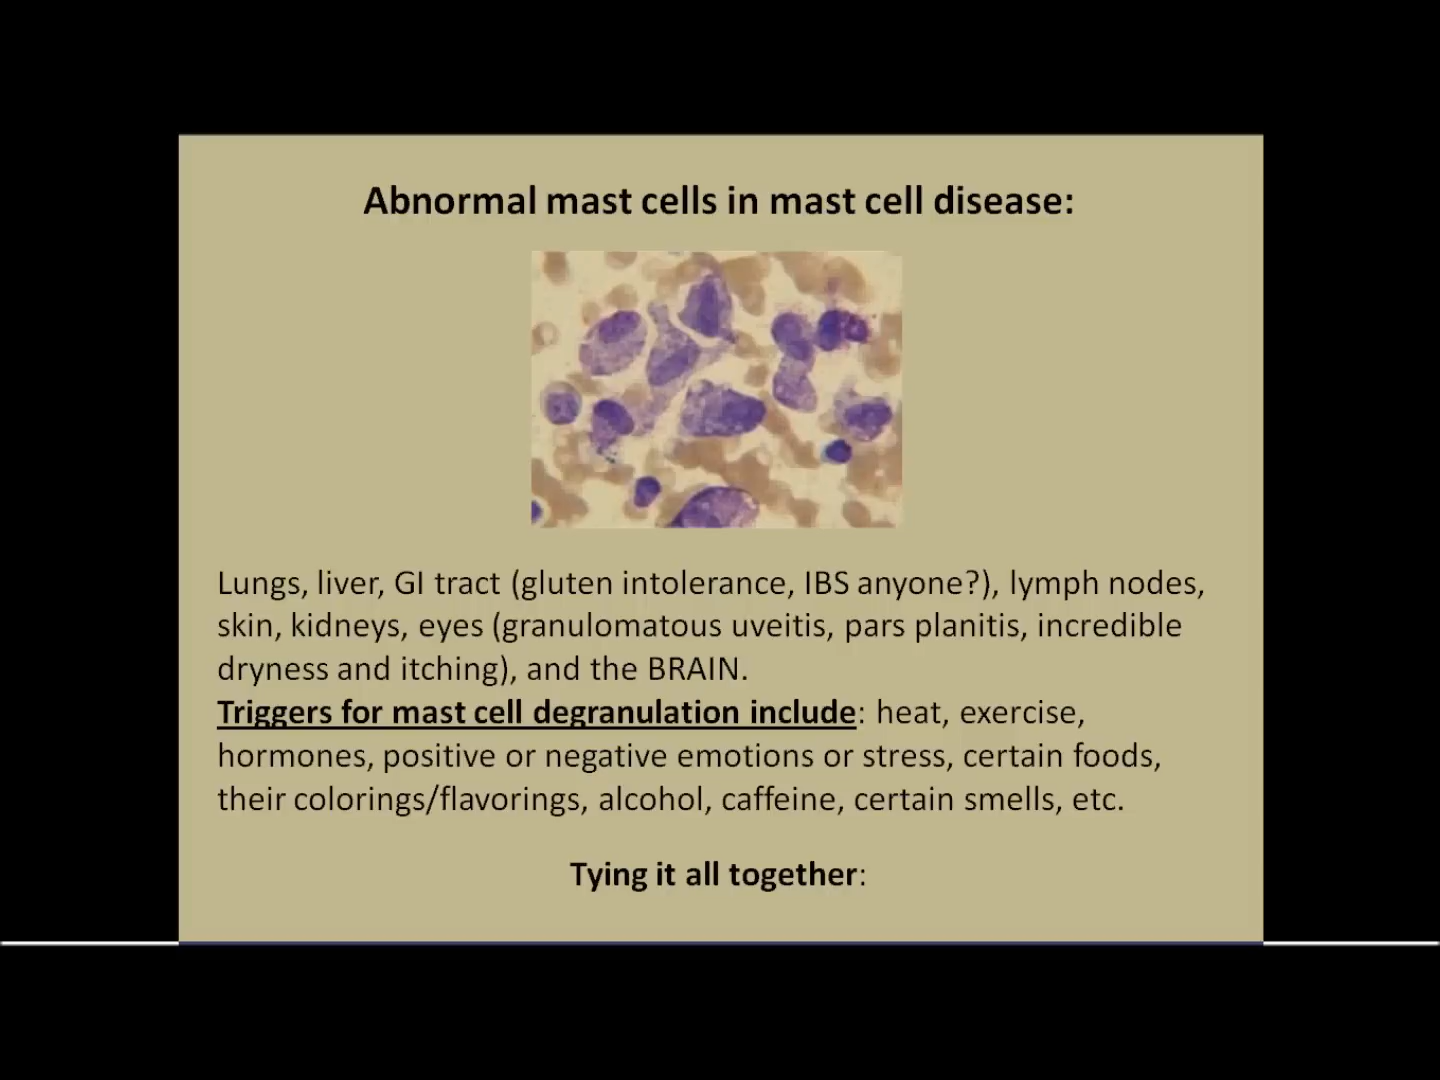 Abnormal mast cells in mast cell disease:
Lungs, liver, GI tract (gluten intolerance, IBS anyone?), lymph nodes,
skin, kidneys, eyes (granulomatous uveitis, pars planitis, incredible
dryness and itching), and the BRAIN.
Triggers for mast cell degranulation include: heat, exercise,
hormones, positive or negative emotions or stress, certain foods,
their colorings/flavorings, alcohol, caffeine, certain smells, etc.
Tying it all together: